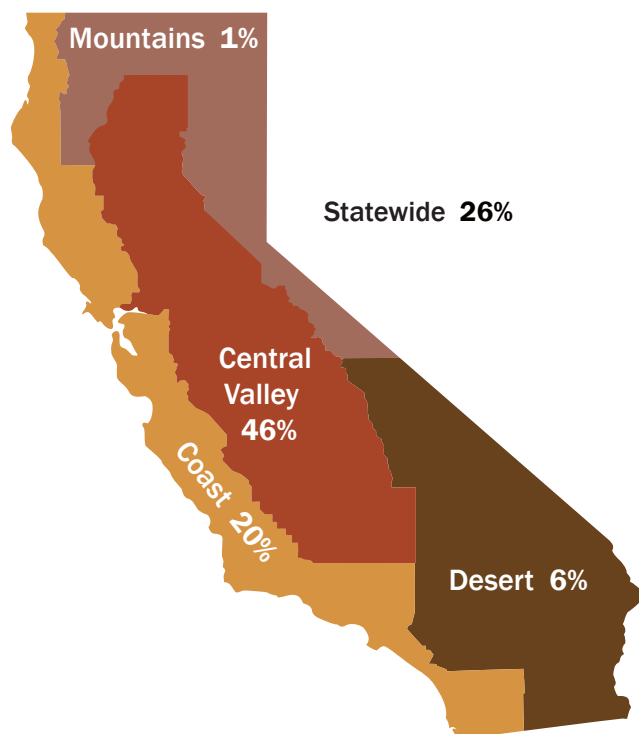 Mountains 1%
Statewide 26%
Central
Valley
46%
Coast 20%
Desert 6%